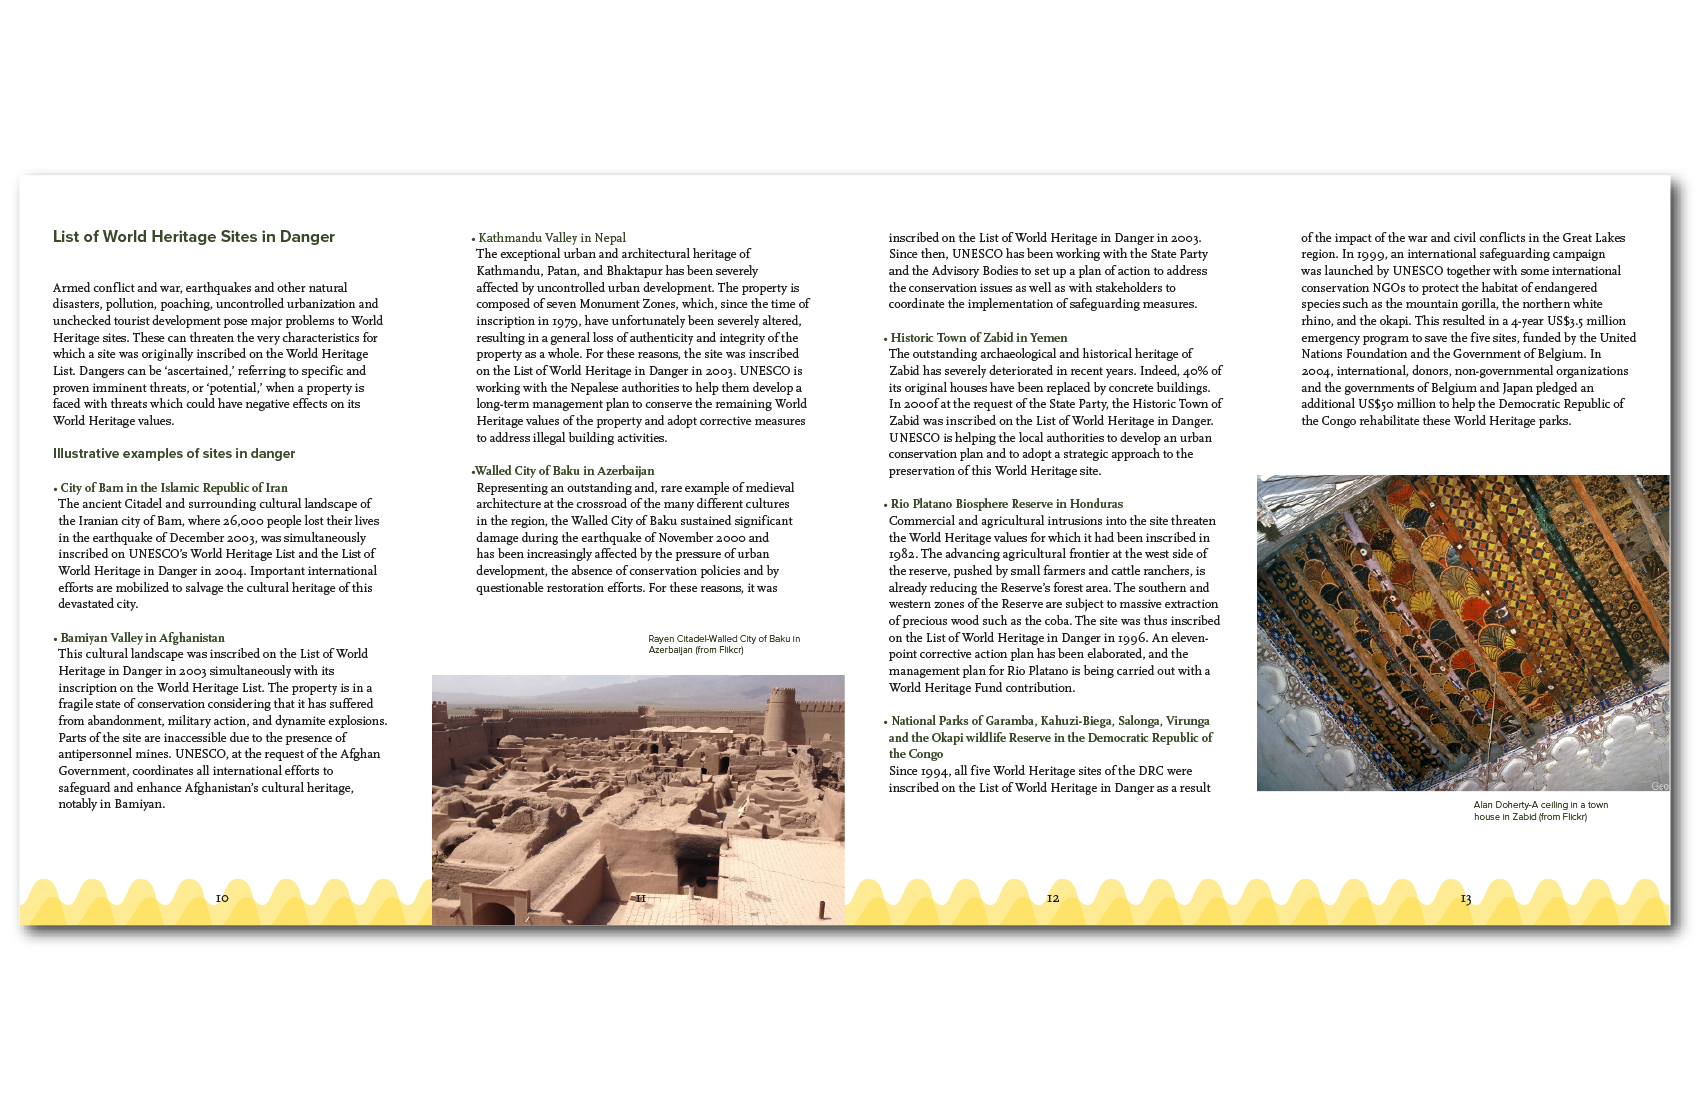 List of World Heritage Sites in Danger
Armed conflict and war, earthquakes and other natural
disasters, pollution, poaching, uncontrolled urbanization and
unchecked tourist development pose major problems to World
Heritage sites. These can threaten the very characteristics for
which a site was originally inscribed on the World Heritage
List. Dangers can be ‘ascertained,’ referring to specific and
proven imminent threats, or ‘potential,’ when a property is
faced with threats which could have negative effects on its
World Heritage values.
Illustrative examples of sites in danger
• City of Bam in the Islamic Republic of Iran
The ancient Citadel and surrounding cultural landscape of
the Iranian city of Bam, where 26,000 people lost their lives
in the earthquake of December 2003, was simultaneously
inscribed on UNESCO’s World Heritage List and the List of
World Heritage in Danger in 2004. Important international
efforts are mobilized to salvage the cultural heritage of this
devastated city.
• Bamiyan Valley in Afghanistan
This cultural landscape was inscribed on the List of World
Heritage in Danger in 2003 simultaneously with its
inscription on the World Heritage List. The property is in a
fragile state of conservation considering that it has suffered
from abandonment, military action, and dynamite explosions.
Parts of the site are inaccessible due to the presence of
antipersonnel mines. UNESCO, at the request of the Afghan
Government, coordinates all international efforts to
safeguard and enhance Afghanistan’s cultural heritage,
notably in Bamiyan.
10
• Kathmandu Valley in Nepal
The exceptional urban and architectural heritage of
Kathmandu, Patan, and Bhaktapur has been severely
affected by uncontrolled urban development. The property is
composed of seven Monument Zones, which, since the time of
inscription in 1979, have unfortunately been severely altered,
resulting in a general loss of authenticity and integrity of the
property as a whole. For these reasons, the site was inscribed
on the List of World Heritage in Danger in 2003. UNESCO is
working with the Nepalese authorities to help them develop a
long-term management plan to conserve the remaining World
Heritage values of the property and adopt corrective measures
to address illegal building activities.
•Walled City of Baku in Azerbaijan
Representing an outstanding and, rare example of medieval
architecture at the crossroad of the many different cultures
in the region, the Walled City of Baku sustained significant
damage during the earthquake of November 2000 and
has been increasingly affected by the pressure of urban
development, the absence of conservation policies and by
questionable restoration efforts. For these reasons, it was
Rayen Citadel-Walled City of Baku in
Azerbaijan (from Flikcr)
11
inscribed on the List of World Heritage in Danger in 2003.
Since then, UNESCO has been working with the State Party
and the Advisory Bodies to set up a plan of action to address
the conservation issues as well as with stakeholders to
coordinate the implementation of safeguarding measures.
• Historic Town of Zabid in Yemen
The outstanding archaeological and historical heritage of
Zabid has severely deteriorated in recent years. Indeed, 40% of
its original houses have been replaced by concrete buildings.
In 2000f at the request of the State Party, the Historic Town of
Zabid was inscribed on the List of World Heritage in Danger.
UNESCO is helping the local authorities to develop an urban
conservation plan and to adopt a strategic approach to the
preservation of this World Heritage site.
• Rio Platano Biosphere Reserve in Honduras
Commercial and agricultural intrusions into the site threaten
the World Heritage values for which it had been inscribed in
1982. The advancing agricultural frontier at the west side of
the reserve, pushed by small farmers and cattle ranchers, is
already reducing the Reserve’s forest area. The southern and
western zones of the Reserve are subject to massive extraction
of precious wood such as the coba. The site was thus inscribed
on the List of World Heritage in Danger in 1996. An eleven-
point corrective action plan has been elaborated, and the
management plan for Rio Platano is being carried out with a
World Heritage Fund contribution.
• National Parks of Garamba, Kahuzi-Biega, Salonga, Virunga
and the Okapi wildlife Reserve in the Democratic Republic of
the Congo
Since 1994, all five World Heritage sites of the DRC were
inscribed on the List of World Heritage in Danger as a result
12
of the impact of the war and civil conflicts in the Great Lakes
region. In 1999, an international safeguarding campaign
was launched by UNESCO together with some international
conservation NGOs to protect the habitat of endangered
species such as the mountain gorilla, the northern white
rhino, and the okapi. This resulted in a 4-year US$3.5 million
emergency program to save the five sites, funded by the United
Nations Foundation and the Government of Belgium. In
2004, international, donors, non-governmental organizations
and the governments of Belgium and Japan pledged an
additional US$50 million to help the Democratic Republic of
the Congo rehabilitate these World Heritage parks.
Geo
Alan Doherty-A ceiling in a town
house in Zabid (from Flickr)
13